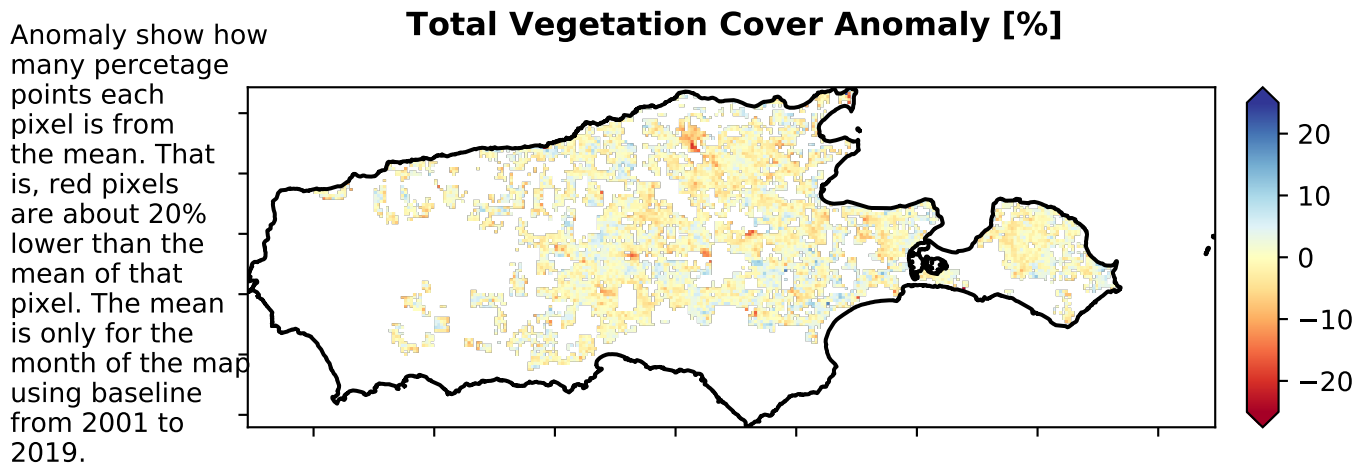 Total Vegetation Cover Anomaly [%]
Anomaly show how
many percetage
points each
pixel is from
the mean. That
is, red pixels
are about 20%
lower than the
mean of that
pixel. The mean
is only for the
month of the map
using baseline
from 2001 to
2019.
20
10
0
−10
−20